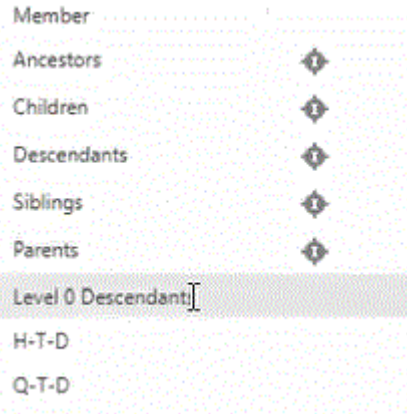 Member
Ancestors
Children
Descendants
Siblings
Parents
Level 0 Descendants
H-T-D
Q-T-D